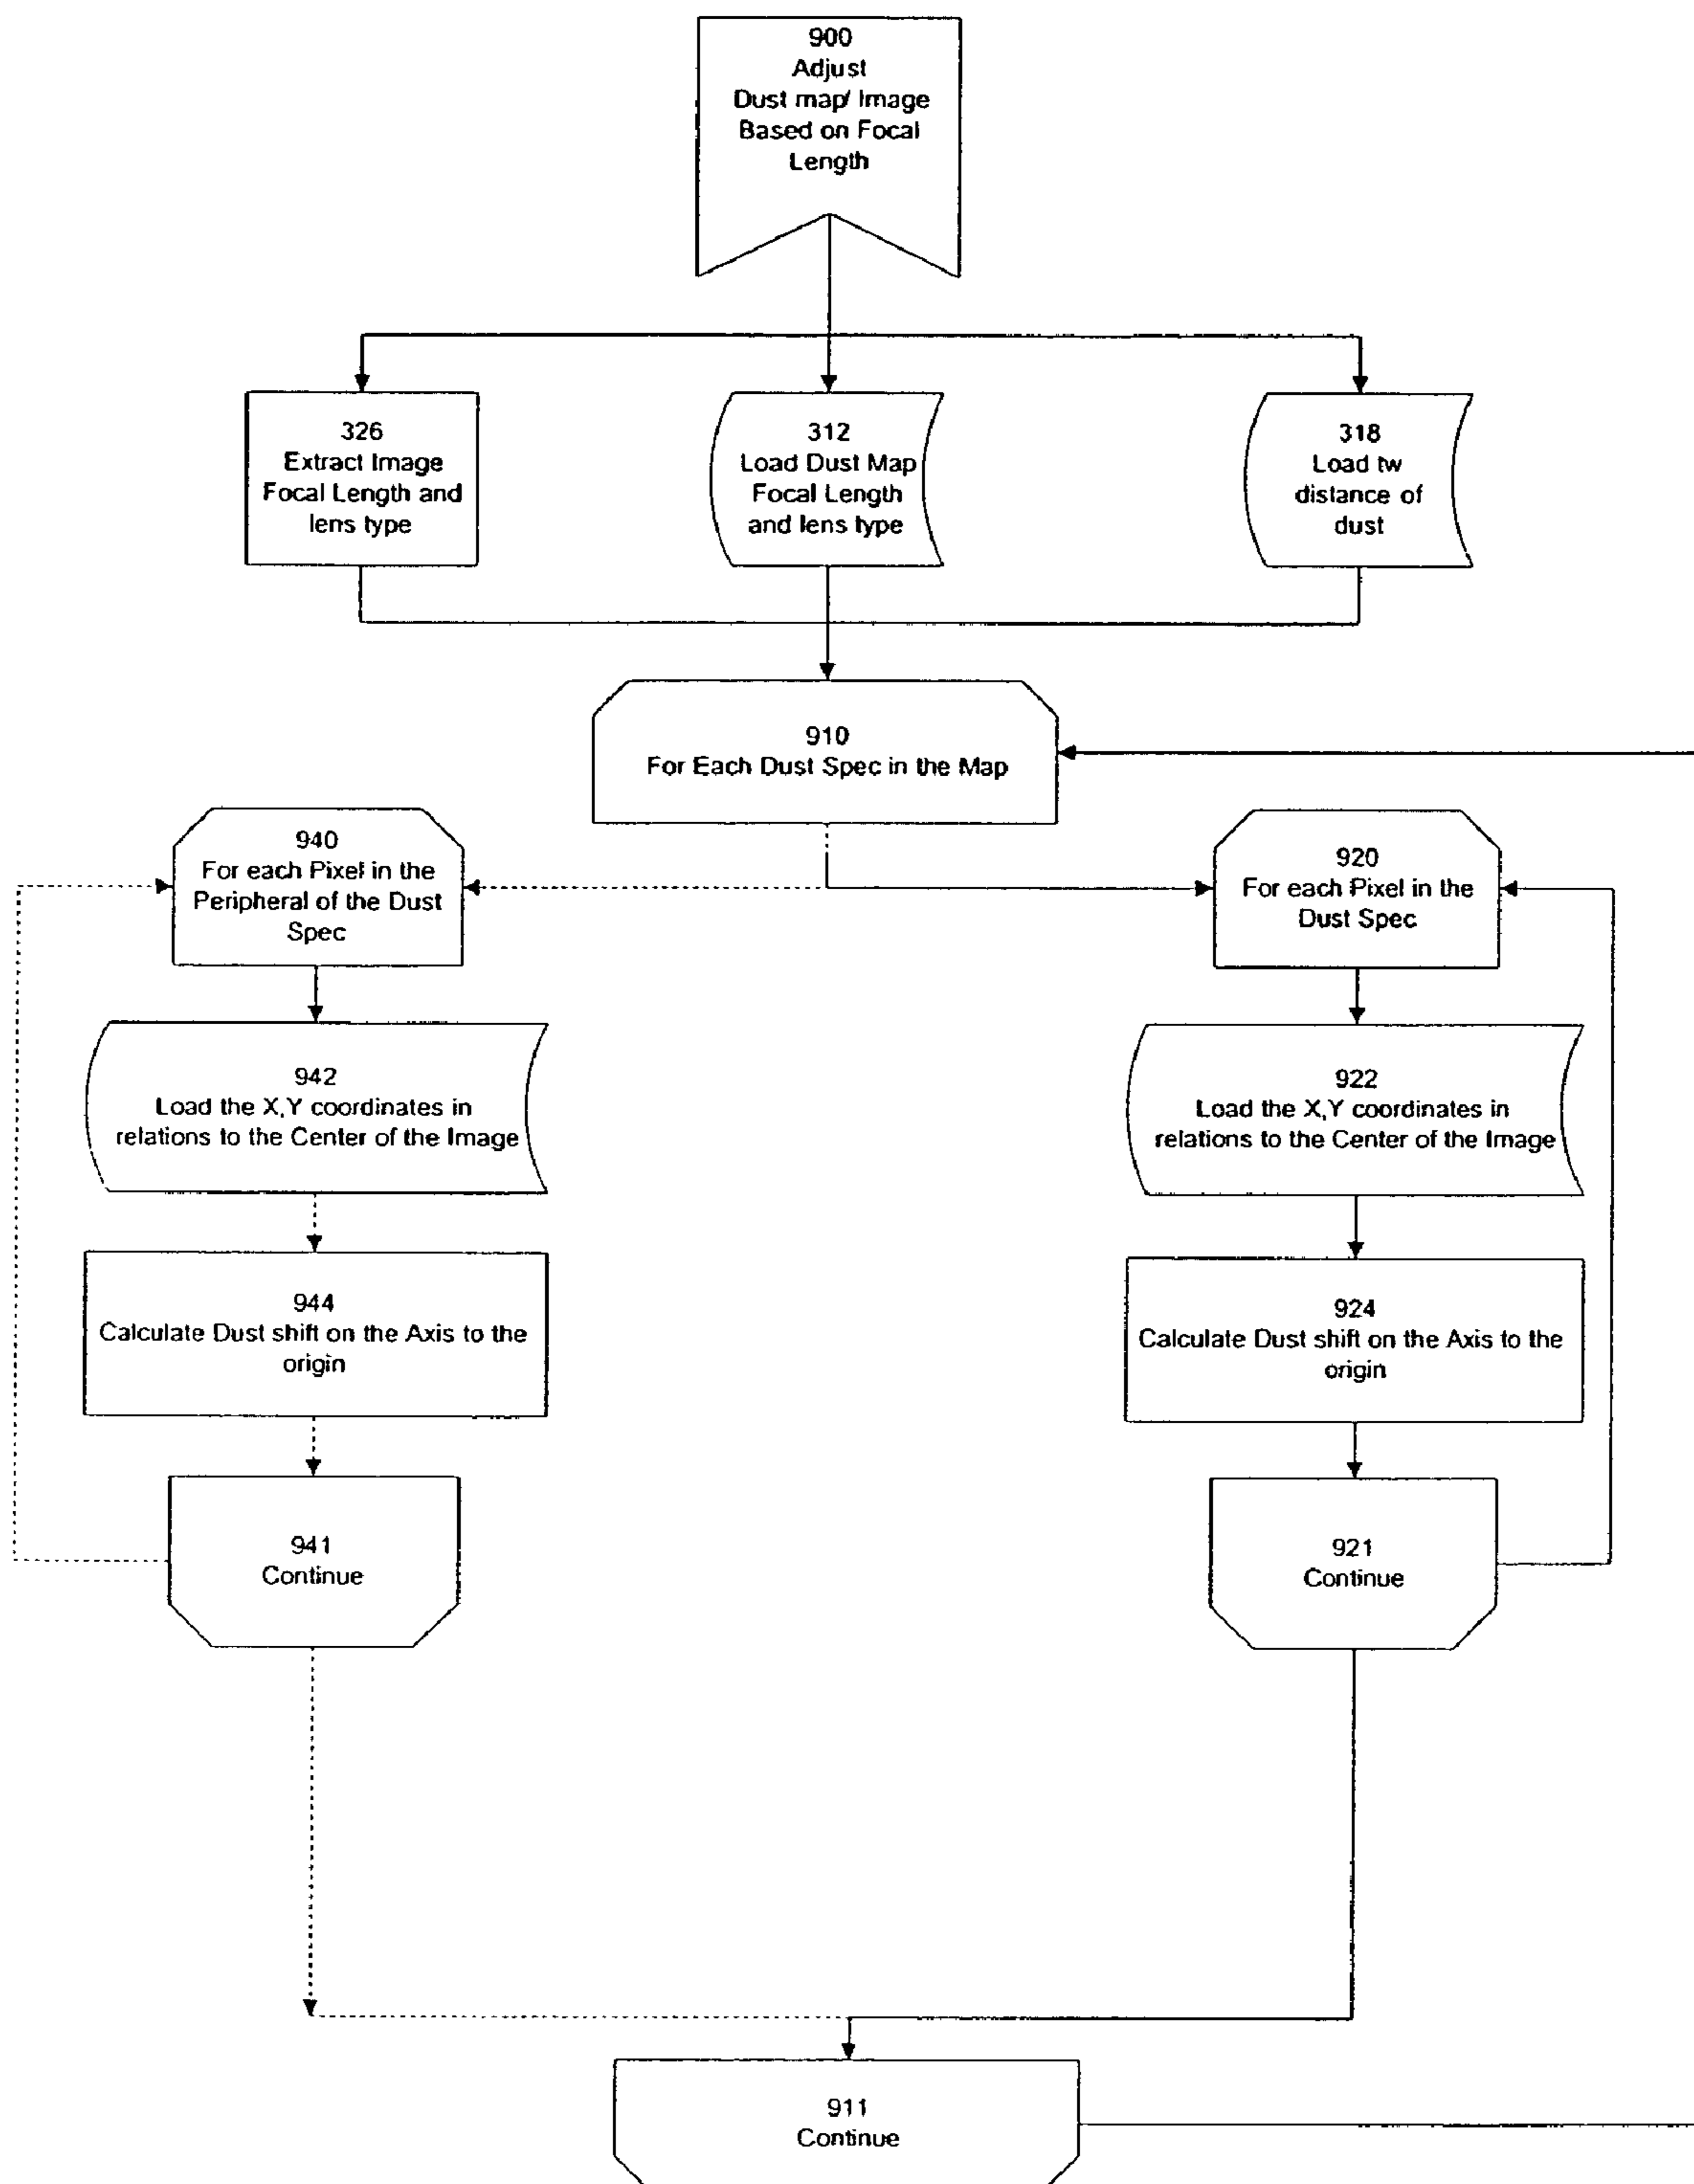 900
Adjust
Dust map/ Image
Based on Focal
Length
326
Extract Image
Focal Length and
lens type
312
Load Dust Map
Focal Length
and lens type
318
Load tw
distance of
dust
910
For Each Dust Spec in the Map
940
For each Pixel in the
Peripheral of the Dust
Spec
920
For each Pixel in the
Dust Spec
942
Load the X,Y coordinates in
relations to the Center of the Image
922
Load the X,Y coordinates in
relations to the Center of the Image
944
Calculate Dust shift on the Axis to the
origin
924
Calculate Dust shift on the Axis to the
origin
941
Continue
921
Continue
911
Continue